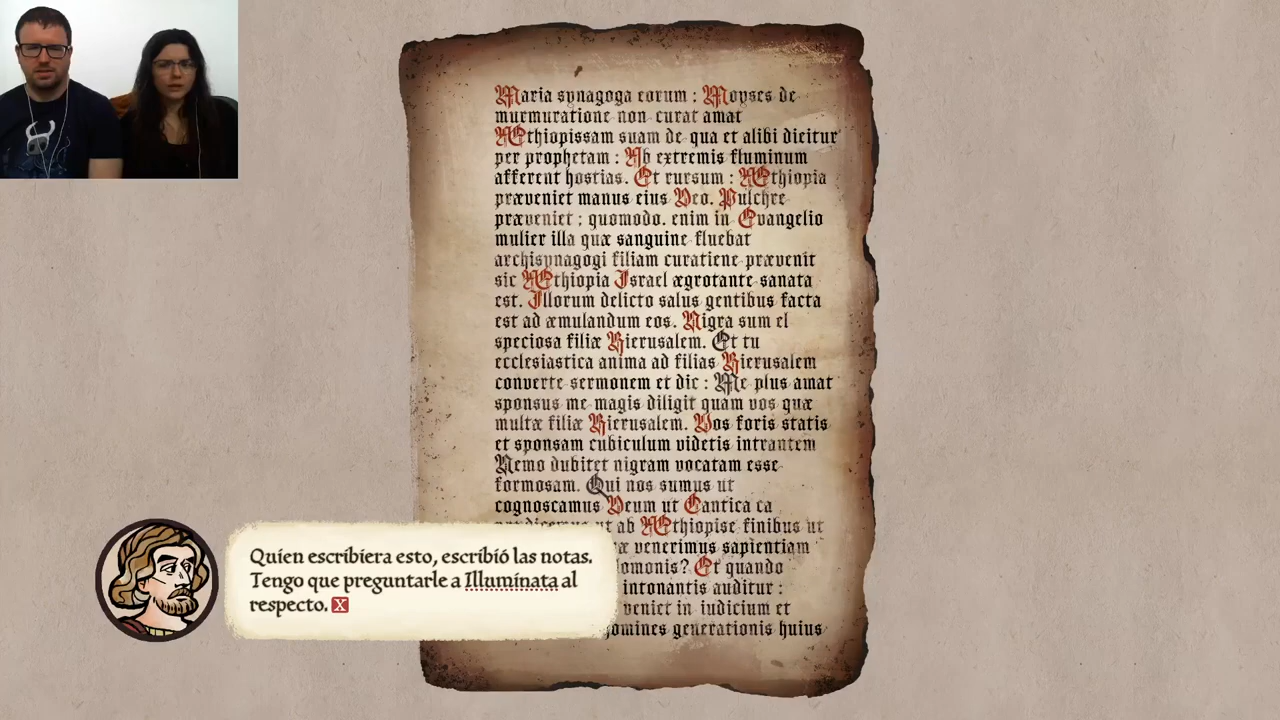 Maria synagoga eorum : Moyses de
murmuratione non curat amat
Æthiopissam suam de qua et alibi dicitur
per prophetam : Ab extremis fluminum
afferent hostias. Et rursum : Æthiopia
præveniet manus eius Deo. Pulchre
præveniet ; quomodo. enim in Evangelio
mulier illa quæ sanguine fluebat
archisynagogi filiam curatiene prævenit
sic Æthiopia Israel ægrotante sanata
est. Illorum delicto salus gentibus facta
est ad æmulandum eos. Nigra sum el
speciosa filiæ Hierusalem. Et tu
ecclesiastica anima ad filias Hierusalem
converte sermonem et dic : Me plus amat
sponsus me magis diligit quam vos quæ
multæ filiæ Hierusalem. Vos foris statis
et sponsam cubiculum videtis intrantem
Nemo dubitet nigram vocatam esse
formosam. Qui nos sumus ut
cognoscamus Deum ut Cantica ca
ut ab Æthiopise finibus ut
venerimus sapientiam
Et quando
intonantis auditur :
veniet in iudicium et
generationis huius
Quien escribiera esto, escribió las notas.
Tengo que preguntarle a Illuminata al
respecto. X